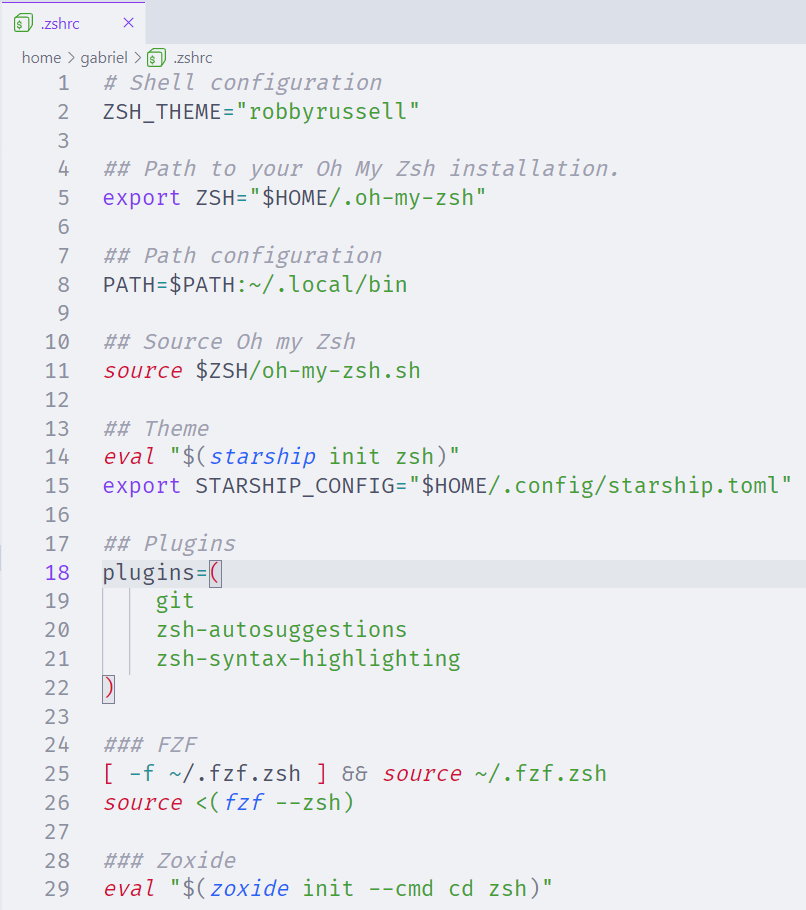 .zshrc
home > gabriel > .zshrc
1 # Shell configuration
2 ZSH_THEME="robbyrussell"
3
4 ## Path to your Oh My Zsh installation.
5 export ZSH="$HOME/.oh-my-zsh"
6
7 ## Path configuration
8 PATH=$PATH:~/.local/bin
9
10 ## Source Oh my Zsh
11 source $ZSH/oh-my-zsh.sh
12
13 ## Theme
14 eval "$(starship init zsh)"
15 export STARSHIP_CONFIG="$HOME/.config/starship.toml"
16
17 ## Plugins
18 plugins=(
19     git
20     zsh-autosuggestions
21     zsh-syntax-highlighting
22 )
23
24 ### FZF
25 [ -f ~/.fzf.zsh ] && source ~/.fzf.zsh
26 source <(fzf --zsh)
27
28 ### Zoxide
29 eval "$(zoxide init --cmd cd zsh)"